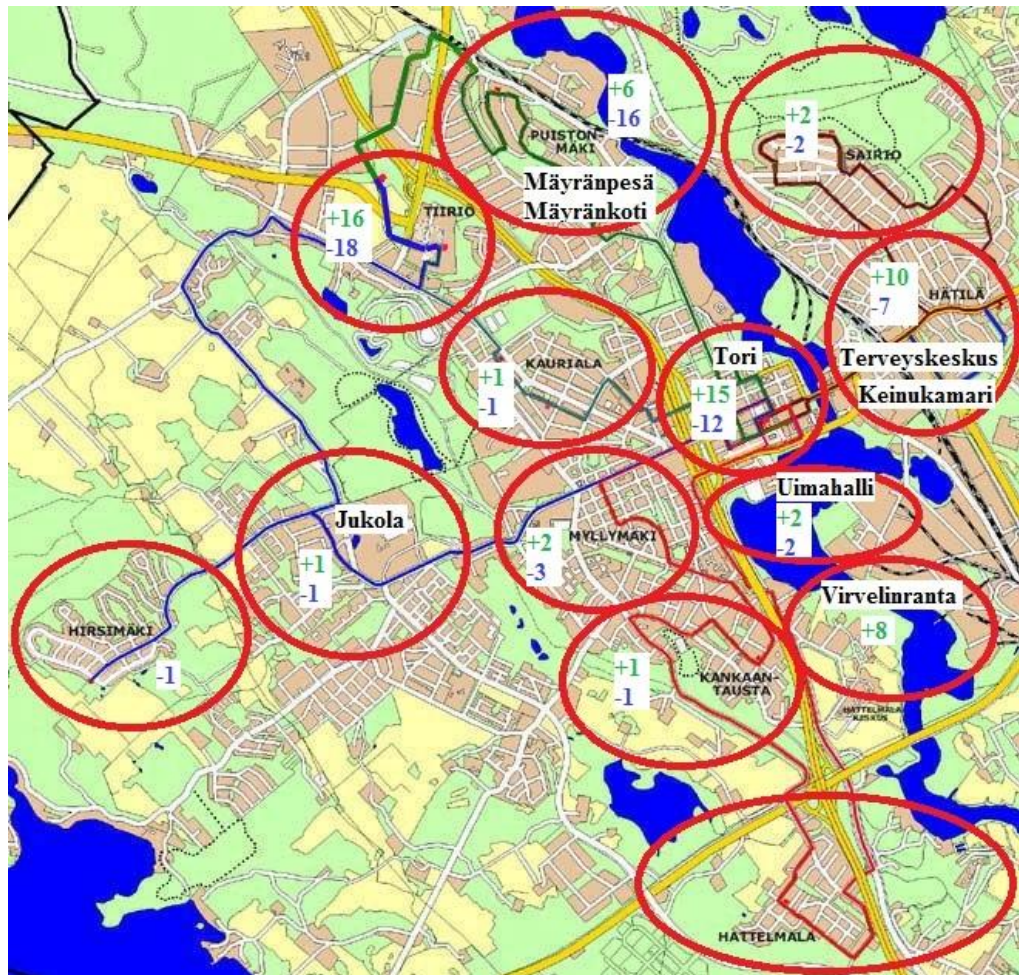 +6
-16
PUISTON-
MÄKI
Mäyränpesä
Mäyränkoti
+2
-2
SAIRIO
TIIRIÖ
+16
-18
+10
-7
HÄTILÄ
Terveyskeskus
Keinukamari
KAURIALA
+1
-1
Tori
+15
-12
Uimahalli
+2
-2
Jukola
+1
-1
MYLLYMÄKI
+2
-3
Virvelinranta
+8
HIRSIMÄKI
-1
+1
-1
KANKAAN-
TAUSTA
HATTELMALA